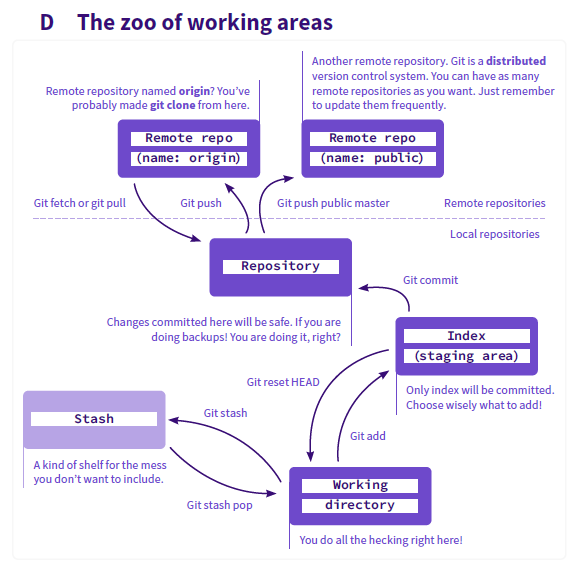 D The zoo of working areas
Another remote repository. Git is a distributed
version control system. You can have as many
remote repositories as you want. Just remember
to update them frequently.
Remote repository named origin? You've
probably made git clone from here.
Remote repo
(name: origin)
Remote repo
(name: public)
Git fetch or git pull
Git push
Git push public master
Remote repositories
Local repositories
Repository
Git commit
Changes committed here will be safe. If you are
doing backups! You are doing it, right?
Index
(staging area)
Git reset HEAD
Only index will be committed.
Choose wisely what to add!
Stash
Git stash
Git add
A kind of shelf for the mess
you don't want to include.
Git stash pop
Working
directory
You do all the hecking right here!